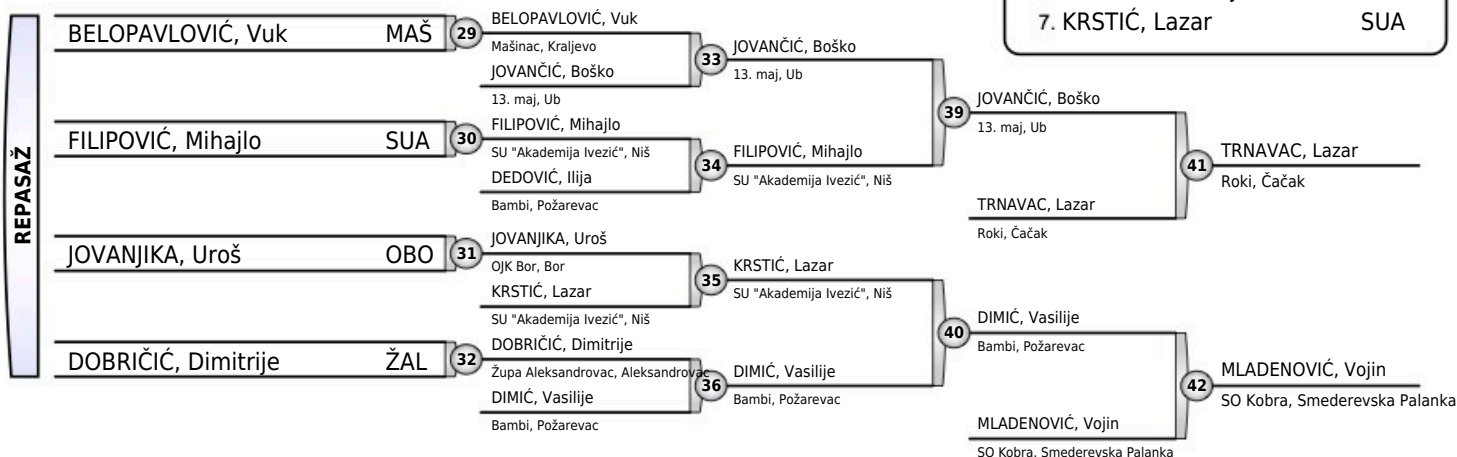 7. KRSTIĆ, Lazar SUA
REPASAŽ
BELOPAVLOVIĆ, Vuk MAŠ
FILIPOVIĆ, Mihajlo SUA
JOVANJIKA, Uroš OBO
DOBRIČIĆ, Dimitrije ŽAL
29
BELOPAVLOVIĆ, Vuk
Mašinac, Kraljevo
JOVANČIĆ, Boško
13. maj, Ub
30
FILIPOVIĆ, Mihajlo
SU "Akademija Ivezić", Niš
DEDOVIĆ, Ilija
Bambi, Požarevac
31
JOVANJIKA, Uroš
OJK Bor, Bor
KRSTIĆ, Lazar
SU "Akademija Ivezić", Niš
32
DOBRIČIĆ, Dimitrije
Župa Aleksandrovac, Aleksandrovac
DIMIĆ, Vasilije
Bambi, Požarevac
33
JOVANČIĆ, Boško
13. maj, Ub
34
FILIPOVIĆ, Mihajlo
SU "Akademija Ivezić", Niš
35
KRSTIĆ, Lazar
SU "Akademija Ivezić", Niš
36
DIMIĆ, Vasilije
Bambi, Požarevac
39
JOVANČIĆ, Boško
13. maj, Ub
TRNAVAC, Lazar
Roki, Čačak
40
DIMIĆ, Vasilije
Bambi, Požarevac
MLADENOVIĆ, Vojin
SO Kobra, Smederevska Palanka
41
TRNAVAC, Lazar
Roki, Čačak
42
MLADENOVIĆ, Vojin
SO Kobra, Smederevska Palanka